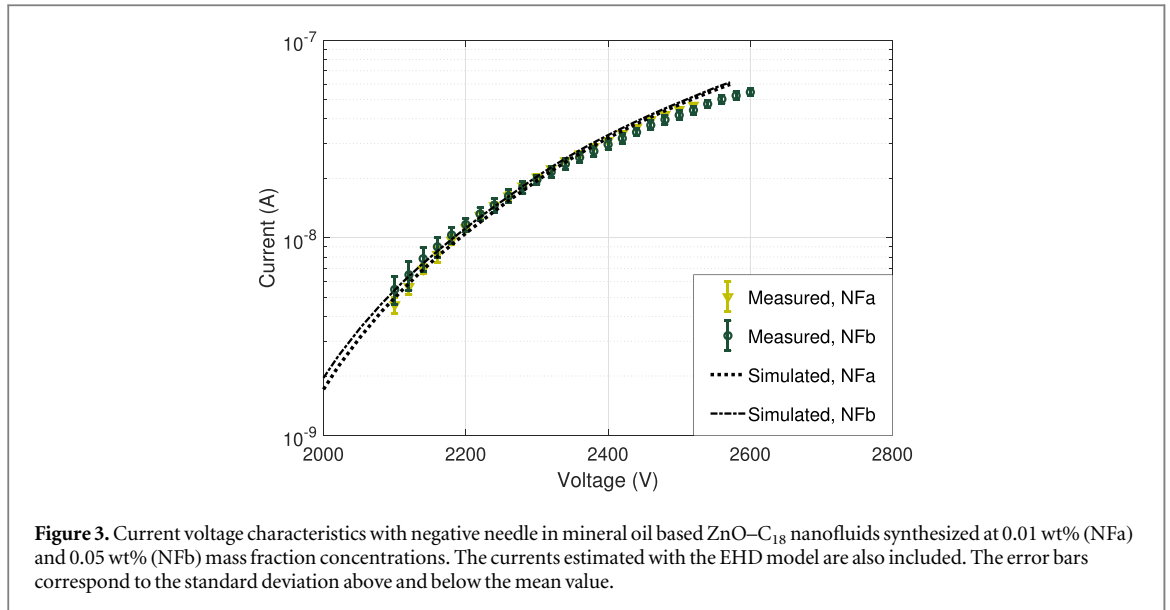 10-7
10-8
10-9
Current (A)
2000 2200 2400 2600 2800
Voltage (V)
Measured, NFa
Measured, NFb
Simulated, NFa
Simulated, NFb
Figure 3. Current voltage characteristics with negative needle in mineral oil based ZnO–C18 nanofluids synthesized at 0.01 wt% (NFa)
and 0.05 wt% (NFb) mass fraction concentrations. The currents estimated with the EHD model are also included. The error bars
correspond to the standard deviation above and below the mean value.